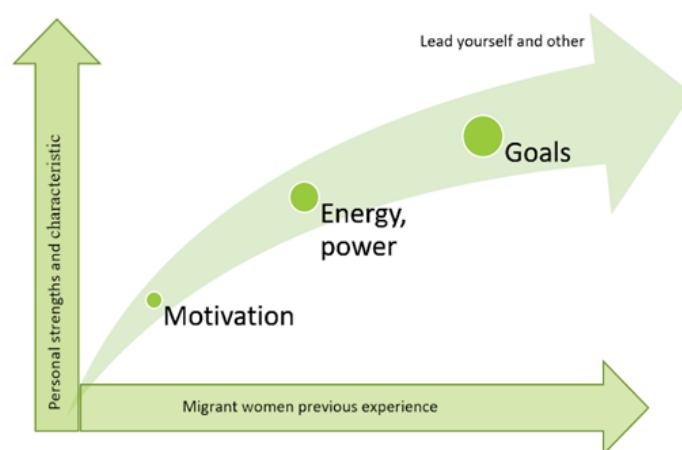 Lead yourself and other
Goals
Energy,
power
Motivation
Personal strengths and characteristic
Migrant women previous experience